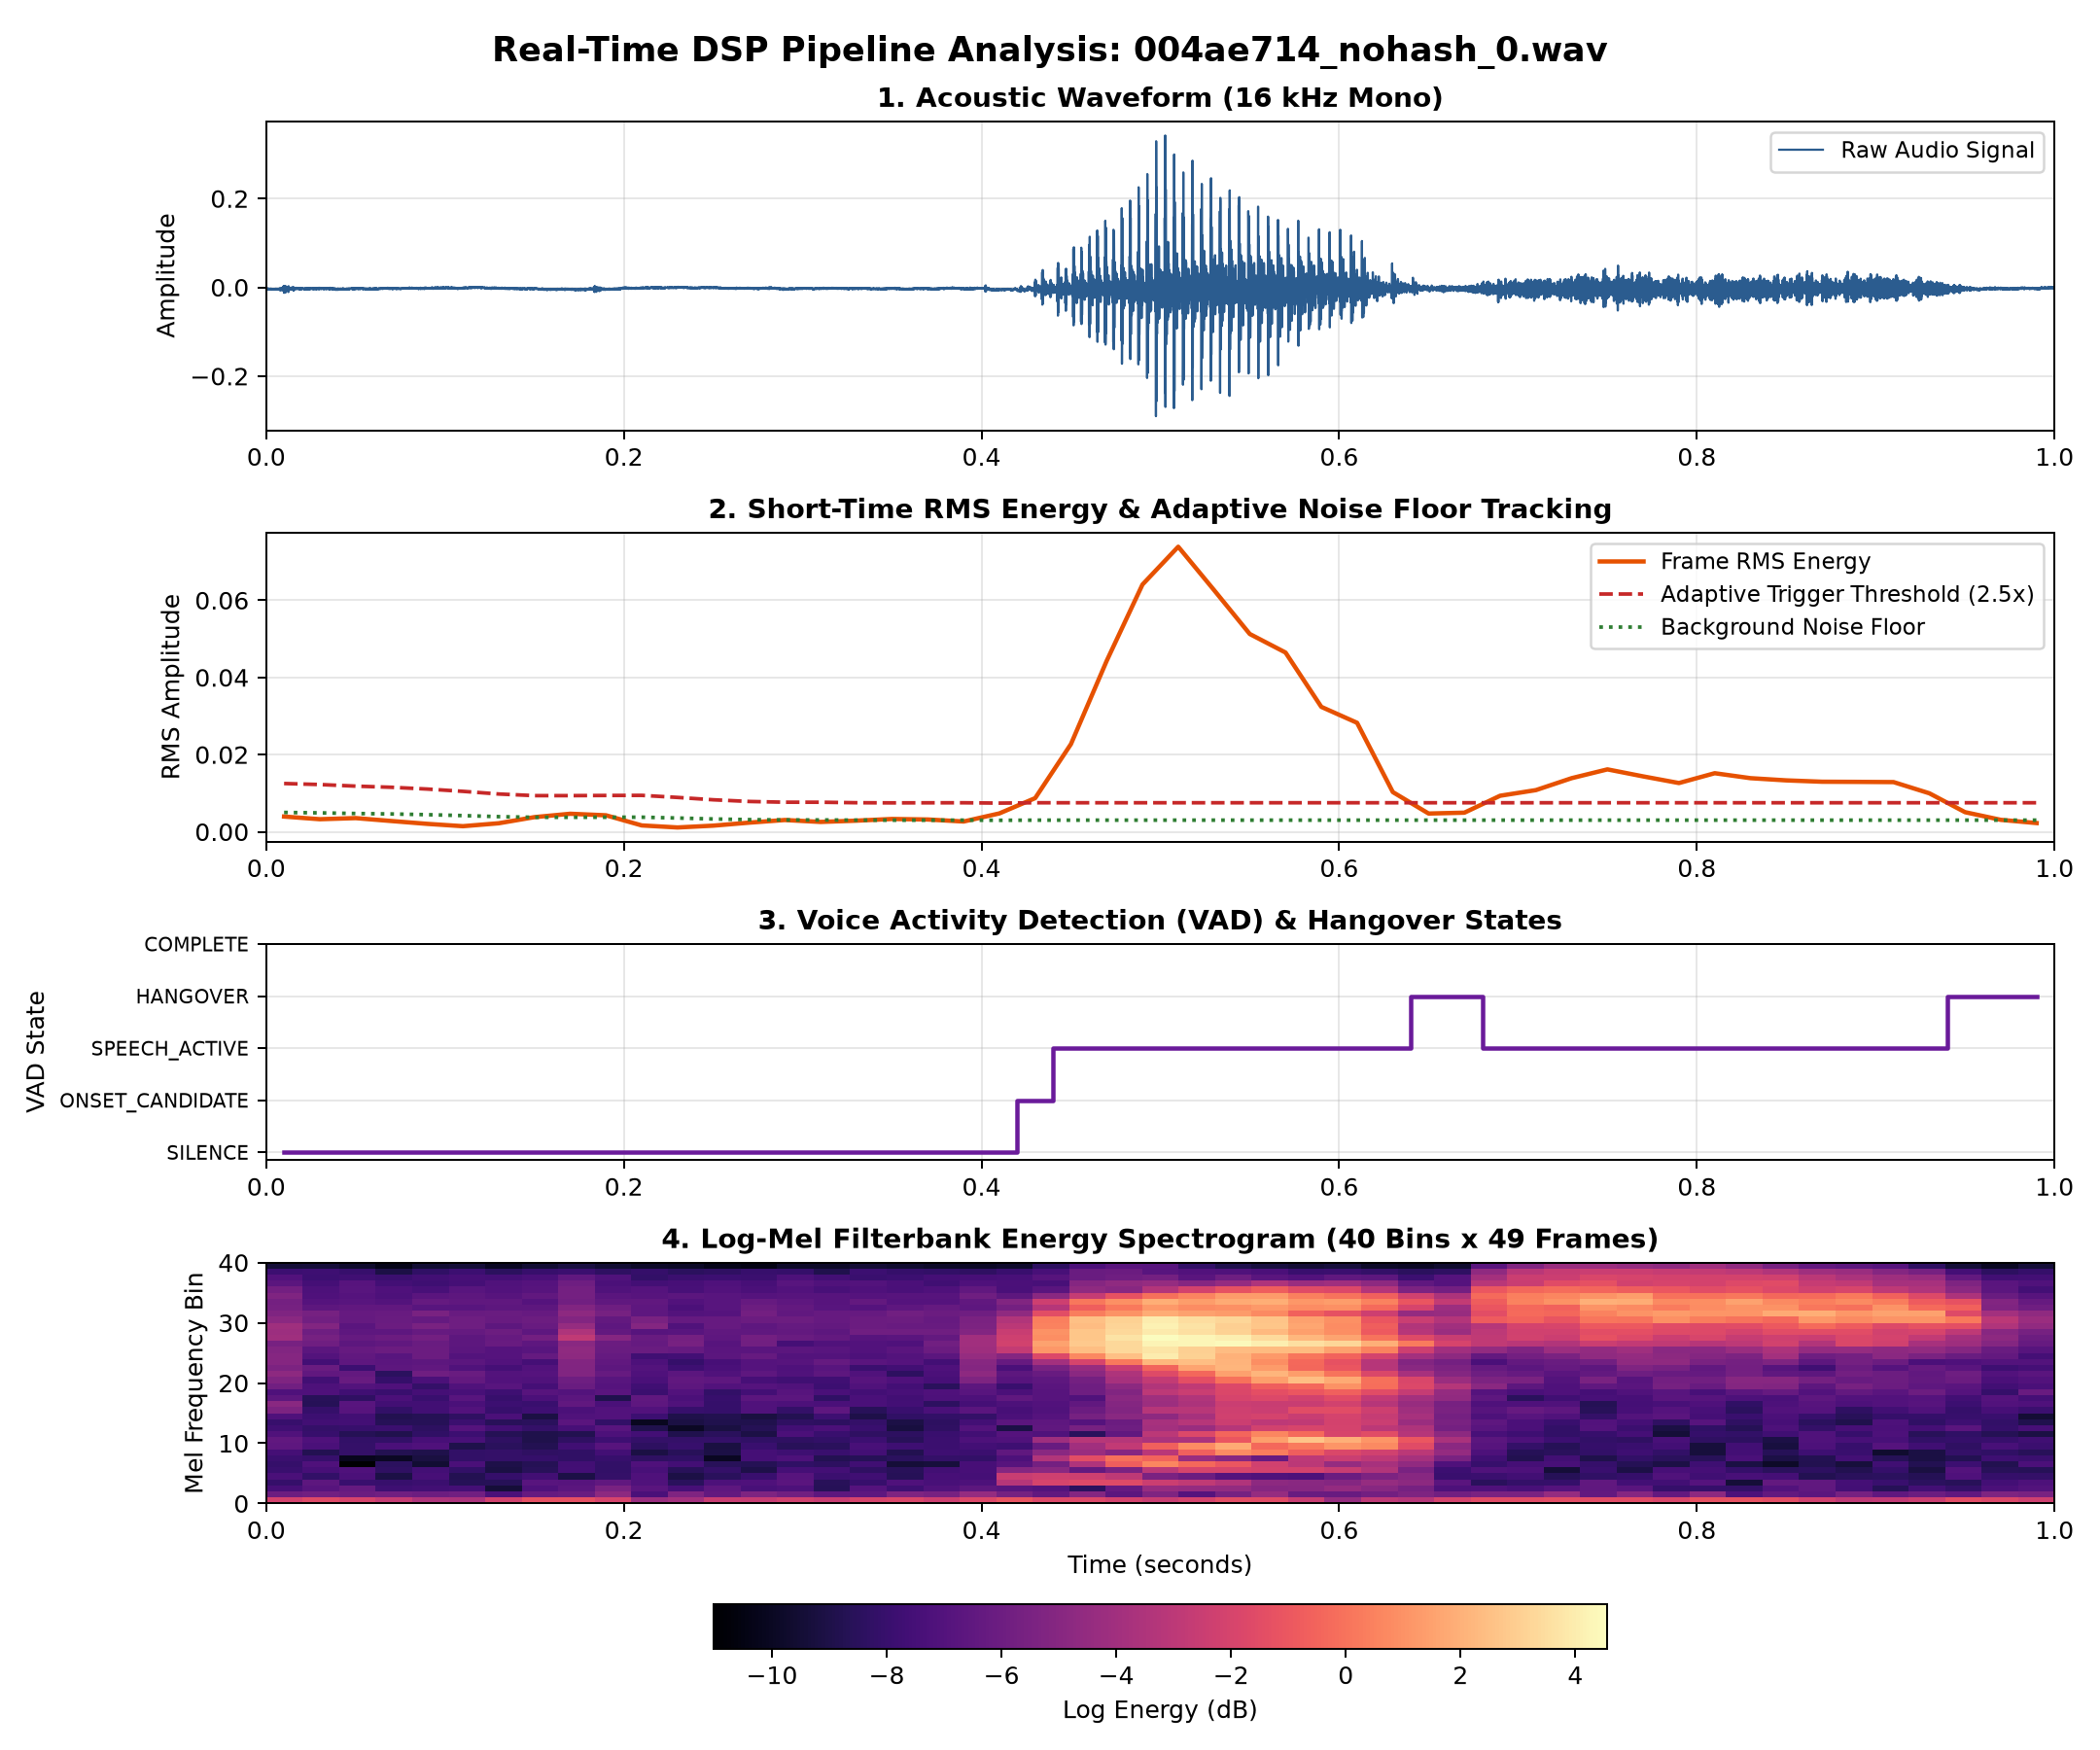 Real-Time DSP Pipeline Analysis: 004ae714_nohash_0.wav
1. Acoustic Waveform (16 kHz Mono)
Raw Audio Signal
Amplitude
0.2
0.0
−0.2
0.0 0.2 0.4 0.6 0.8 1.0
2. Short-Time RMS Energy & Adaptive Noise Floor Tracking
Frame RMS Energy
Adaptive Trigger Threshold (2.5x)
Background Noise Floor
RMS Amplitude
0.06
0.04
0.02
0.00
0.0 0.2 0.4 0.6 0.8 1.0
3. Voice Activity Detection (VAD) & Hangover States
VAD State
COMPLETE
HANGOVER
SPEECH_ACTIVE
ONSET_CANDIDATE
SILENCE
0.0 0.2 0.4 0.6 0.8 1.0
4. Log-Mel Filterbank Energy Spectrogram (40 Bins x 49 Frames)
Mel Frequency Bin
40
30
20
10
0
0.0 0.2 0.4 0.6 0.8 1.0
Time (seconds)
−10 −8 −6 −4 −2 0 2 4
Log Energy (dB)